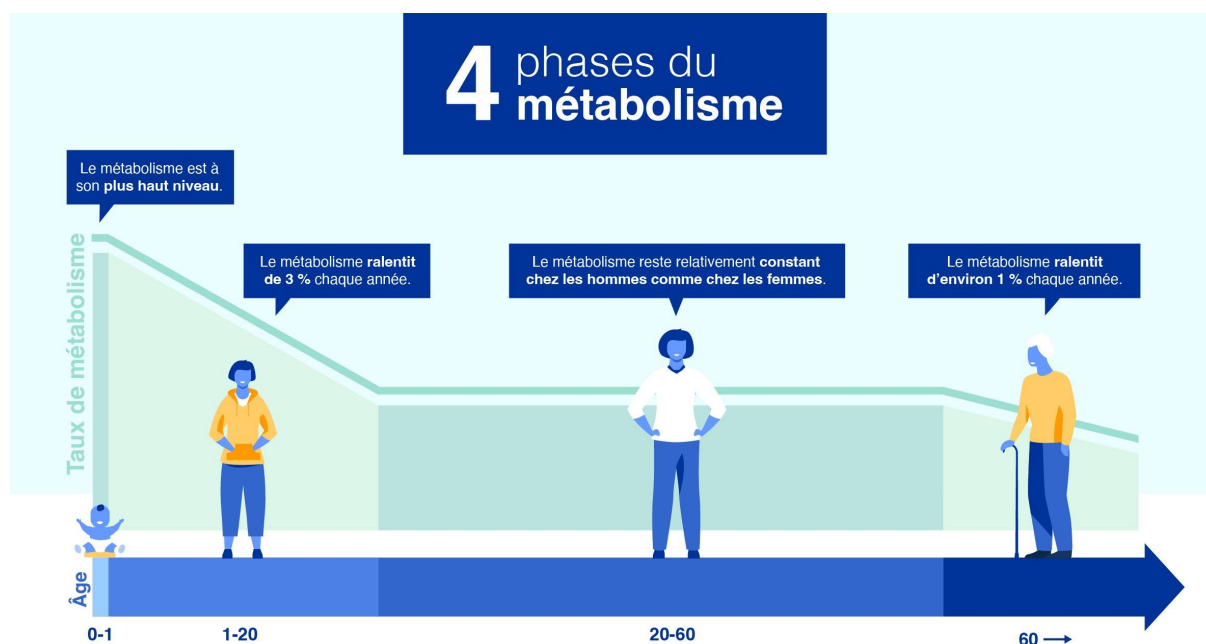 4 phases du
métabolisme
Le métabolisme est à
son plus haut niveau.
Le métabolisme ralentit
de 3 % chaque année.
Le métabolisme reste relativement constant
chez les hommes comme chez les femmes.
Le métabolisme ralentit
d’environ 1 % chaque année.
Taux de métabolisme
Âge
0-1
1-20
20-60
60 →